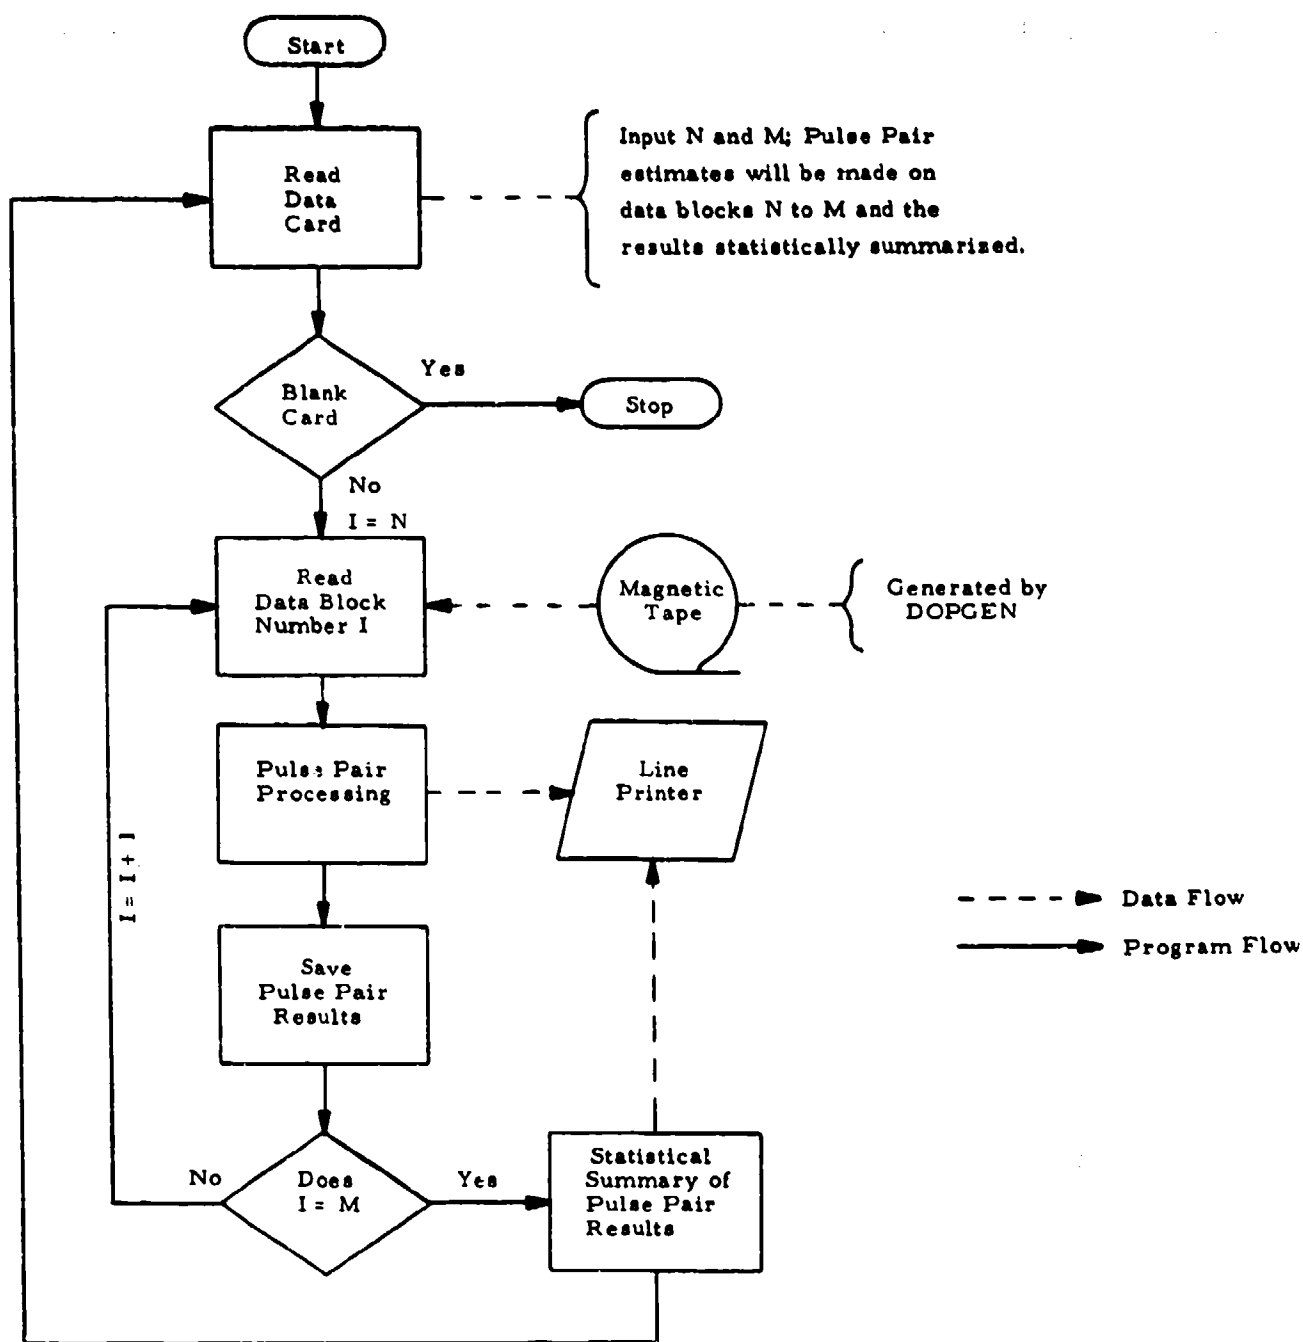 Start
Read
Data
Card
Input N and M; Pulse Pair
estimates will be made on
data blocks N to M and the
results statistically summarized.
Blank
Card
Yes
Stop
No
I = N
Read
Data Block
Number I
Magnetic
Tape
Generated by
DOPGEN
Pulse Pair
Processing
Line
Printer
I = I + 1
Data Flow
Program Flow
Save
Pulse Pair
Results
No
Does
I = M
Yes
Statistical
Summary of
Pulse Pair
Results